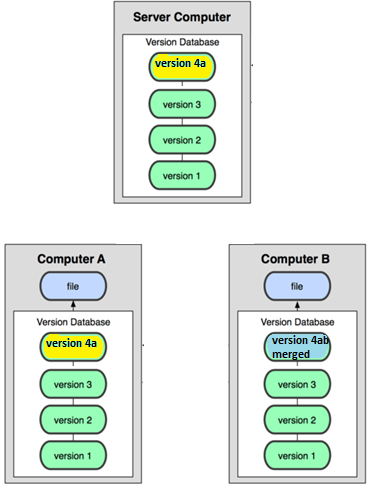 Server Computer
Version Database
version 4a
version 3
version 2
version 1
Computer A
file
Version Database
version 4a
version 3
version 2
version 1
Computer B
file
Version Database
version 4ab
merged
version 3
version 2
version 1